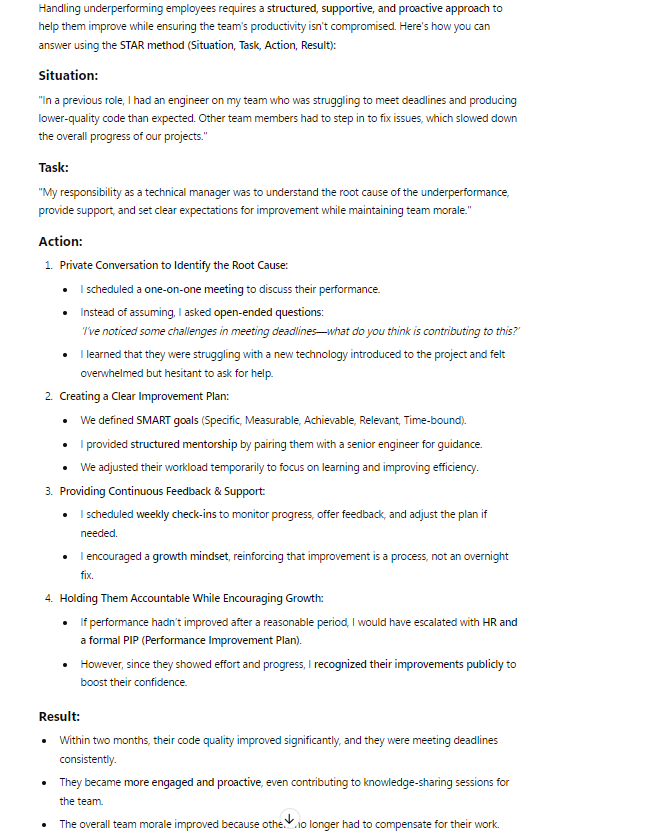 Handling underperforming employees requires a structured, supportive, and proactive approach to
help them improve while ensuring the team's productivity isn't compromised. Here's how you can
answer using the STAR method (Situation, Task, Action, Result):
Situation:
"In a previous role, I had an engineer on my team who was struggling to meet deadlines and producing
lower-quality code than expected. Other team members had to step in to fix issues, which slowed down
the overall progress of our projects."
Task:
"My responsibility as a technical manager was to understand the root cause of the underperformance,
provide support, and set clear expectations for improvement while maintaining team morale."
Action:
1. Private Conversation to Identify the Root Cause:
• I scheduled a one-on-one meeting to discuss their performance.
• Instead of assuming, I asked open-ended questions:
'I've noticed some challenges in meeting deadlines—what do you think is contributing to this?'
• I learned that they were struggling with a new technology introduced to the project and felt
overwhelmed but hesitant to ask for help.
2. Creating a Clear Improvement Plan:
• We defined SMART goals (Specific, Measurable, Achievable, Relevant, Time-bound).
• I provided structured mentorship by pairing them with a senior engineer for guidance.
• We adjusted their workload temporarily to focus on learning and improving efficiency.
3. Providing Continuous Feedback & Support:
• I scheduled weekly check-ins to monitor progress, offer feedback, and adjust the plan if
needed.
• I encouraged a growth mindset, reinforcing that improvement is a process, not an overnight
fix.
4. Holding Them Accountable While Encouraging Growth:
• If performance hadn't improved after a reasonable period, I would have escalated with HR and
a formal PIP (Performance Improvement Plan).
• However, since they showed effort and progress, I recognized their improvements publicly to
boost their confidence.
Result:
• Within two months, their code quality improved significantly, and they were meeting deadlines
consistently.
• They became more engaged and proactive, even contributing to knowledge-sharing sessions for
the team.
• The overall team morale improved because longer had to compensate for their work.